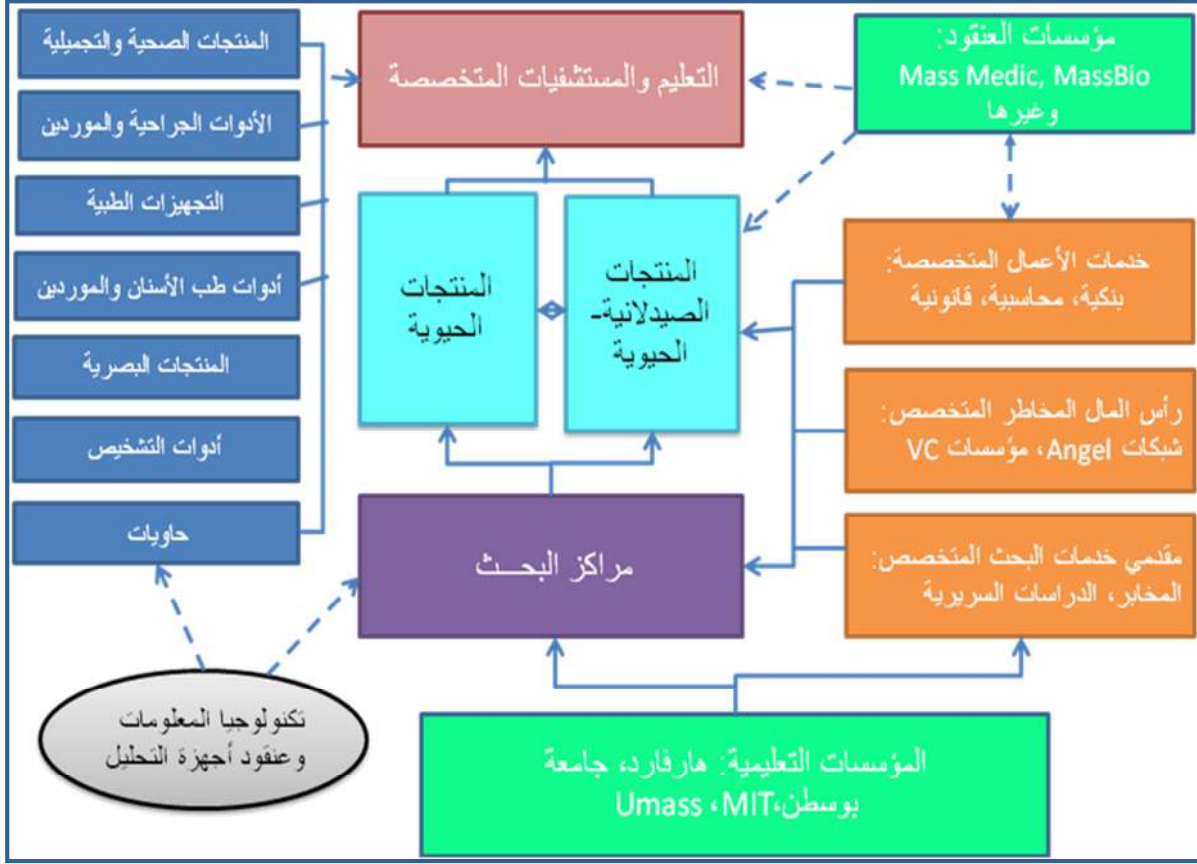 مؤسسات العنقود:
Mass Medic, MassBio
وغيرها
التعليم والمستشفيات المتخصصة
المنتجات الصحية والتجميلية
الأدوات الجراحية والموردين
التجهيزات الطبية
أدوات طب الأسنان والموردين
المنتجات البصرية
أدوات التشخيص
حاويات
المنتجات
الصيدلانية-
الحيوية
المنتجات
الحيوية
خدمات الأعمال المتخصصة:
بنكية، محاسبية، قانونية
رأس المال المخاطر المتخصص:
شبكات Angel، مؤسسات VC
مقدمي خدمات البحث المتخصص:
المخابر، الدراسات السريرية
مراكز البحــث
تكنولوجيا المعلومات
وعنقود أجهزة التحليل
المؤسسات التعليمية: هارفارد، جامعة
بوسطن،MIT، Umass